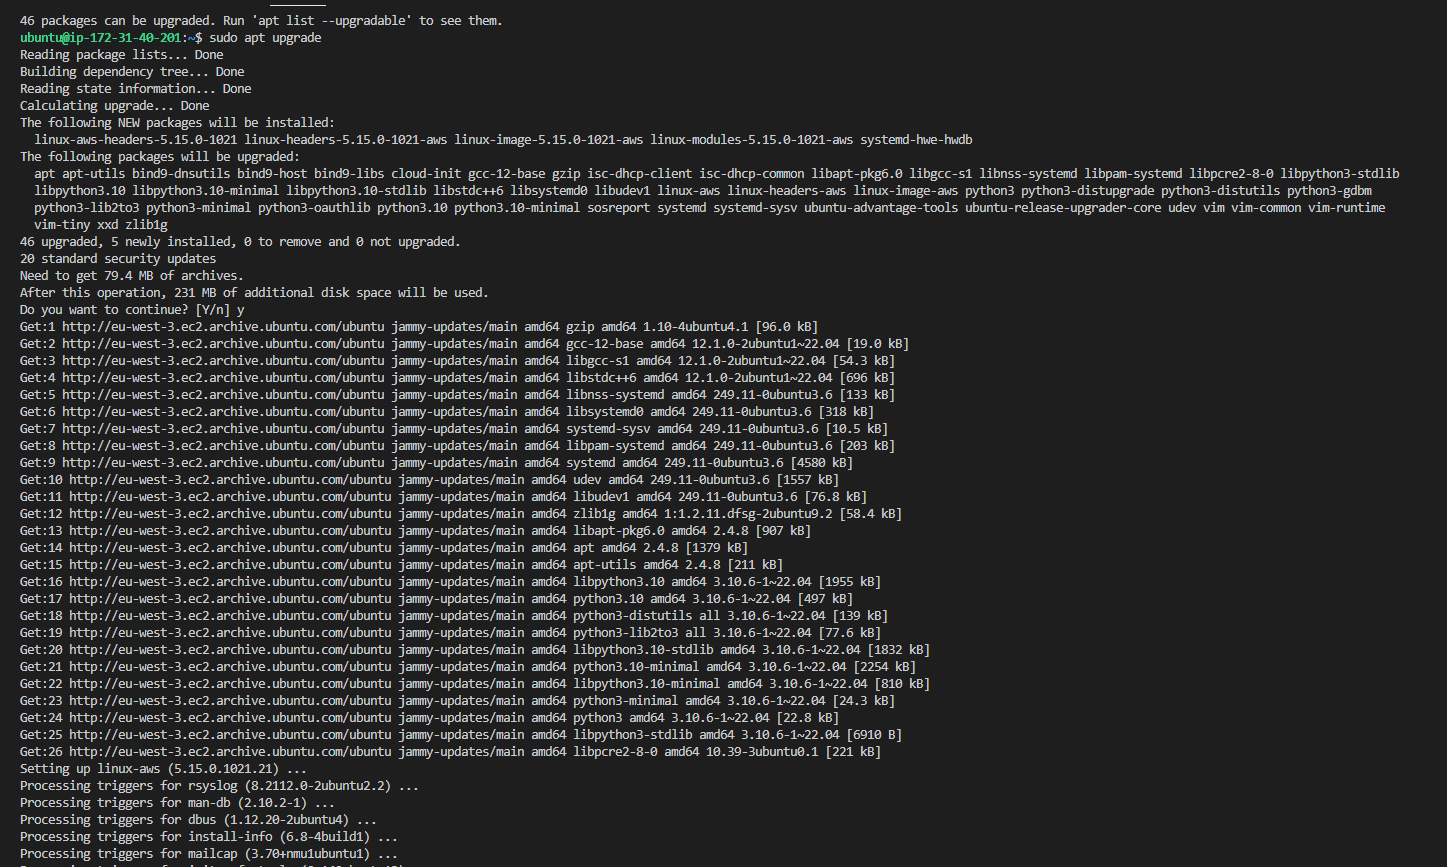 46 packages can be upgraded. Run 'apt list --upgradable' to see them.
ubuntu@ip-172-31-40-201:~$ sudo apt upgrade
Reading package lists... Done
Building dependency tree... Done
Reading state information... Done
Calculating upgrade... Done
The following NEW packages will be installed:
linux-aws-headers-5.15.0-1021 linux-headers-5.15.0-1021-aws linux-image-5.15.0-1021-aws linux-modules-5.15.0-1021-aws systemd-hwe-hwdb
The following packages will be upgraded:
apt apt-utils bind9-dnsutils bind9-host bind9-libs cloud-init gcc-12-base gzip isc-dhcp-client isc-dhcp-common libapt-pkg6.0 libgcc-s1 libnss-systemd libpam-systemd libpcre2-8-0 libpython3-stdlib
libpython3.10 libpython3.10-minimal libpython3.10-stdlib libstdc++6 libsystemd0 libudev1 linux-aws linux-headers-aws linux-image-aws python3 python3-distupgrade python3-distutils python3-gdbm
python3-lib2to3 python3-minimal python3-oauthlib python3.10 python3.10-minimal sosreport systemd systemd-sysv ubuntu-advantage-tools ubuntu-release-upgrader-core udev vim vim-common vim-runtime
vim-tiny xxd zlib1g
46 upgraded, 5 newly installed, 0 to remove and 0 not upgraded.
20 standard security updates
Need to get 79.4 MB of archives.
After this operation, 231 MB of additional disk space will be used.
Do you want to continue? [Y/n] y
Get:1 http://eu-west-3.ec2.archive.ubuntu.com/ubuntu jammy-updates/main amd64 gzip amd64 1.10-4ubuntu4.1 [96.0 kB]
Get:2 http://eu-west-3.ec2.archive.ubuntu.com/ubuntu jammy-updates/main amd64 gcc-12-base amd64 12.1.0-2ubuntu1~22.04 [19.0 kB]
Get:3 http://eu-west-3.ec2.archive.ubuntu.com/ubuntu jammy-updates/main amd64 libgcc-s1 amd64 12.1.0-2ubuntu1~22.04 [54.3 kB]
Get:4 http://eu-west-3.ec2.archive.ubuntu.com/ubuntu jammy-updates/main amd64 libstdc++6 amd64 12.1.0-2ubuntu1~22.04 [696 kB]
Get:5 http://eu-west-3.ec2.archive.ubuntu.com/ubuntu jammy-updates/main amd64 libnss-systemd amd64 249.11-0ubuntu3.6 [133 kB]
Get:6 http://eu-west-3.ec2.archive.ubuntu.com/ubuntu jammy-updates/main amd64 libsystemd0 amd64 249.11-0ubuntu3.6 [318 kB]
Get:7 http://eu-west-3.ec2.archive.ubuntu.com/ubuntu jammy-updates/main amd64 systemd-sysv amd64 249.11-0ubuntu3.6 [10.5 kB]
Get:8 http://eu-west-3.ec2.archive.ubuntu.com/ubuntu jammy-updates/main amd64 libpam-systemd amd64 249.11-0ubuntu3.6 [203 kB]
Get:9 http://eu-west-3.ec2.archive.ubuntu.com/ubuntu jammy-updates/main amd64 systemd amd64 249.11-0ubuntu3.6 [4580 kB]
Get:10 http://eu-west-3.ec2.archive.ubuntu.com/ubuntu jammy-updates/main amd64 udev amd64 249.11-0ubuntu3.6 [1557 kB]
Get:11 http://eu-west-3.ec2.archive.ubuntu.com/ubuntu jammy-updates/main amd64 libudev1 amd64 249.11-0ubuntu3.6 [76.8 kB]
Get:12 http://eu-west-3.ec2.archive.ubuntu.com/ubuntu jammy-updates/main amd64 zlib1g amd64 1:1.2.11.dfsg-2ubuntu9.2 [58.4 kB]
Get:13 http://eu-west-3.ec2.archive.ubuntu.com/ubuntu jammy-updates/main amd64 libapt-pkg6.0 amd64 2.4.8 [907 kB]
Get:14 http://eu-west-3.ec2.archive.ubuntu.com/ubuntu jammy-updates/main amd64 apt amd64 2.4.8 [1379 kB]
Get:15 http://eu-west-3.ec2.archive.ubuntu.com/ubuntu jammy-updates/main amd64 apt-utils amd64 2.4.8 [211 kB]
Get:16 http://eu-west-3.ec2.archive.ubuntu.com/ubuntu jammy-updates/main amd64 libpython3.10 amd64 3.10.6-1~22.04 [1955 kB]
Get:17 http://eu-west-3.ec2.archive.ubuntu.com/ubuntu jammy-updates/main amd64 python3.10 amd64 3.10.6-1~22.04 [497 kB]
Get:18 http://eu-west-3.ec2.archive.ubuntu.com/ubuntu jammy-updates/main amd64 python3-distutils all 3.10.6-1~22.04 [139 kB]
Get:19 http://eu-west-3.ec2.archive.ubuntu.com/ubuntu jammy-updates/main amd64 python3-lib2to3 all 3.10.6-1~22.04 [77.6 kB]
Get:20 http://eu-west-3.ec2.archive.ubuntu.com/ubuntu jammy-updates/main amd64 libpython3.10-stdlib amd64 3.10.6-1~22.04 [1832 kB]
Get:21 http://eu-west-3.ec2.archive.ubuntu.com/ubuntu jammy-updates/main amd64 python3.10-minimal amd64 3.10.6-1~22.04 [2254 kB]
Get:22 http://eu-west-3.ec2.archive.ubuntu.com/ubuntu jammy-updates/main amd64 libpython3.10-minimal amd64 3.10.6-1~22.04 [810 kB]
Get:23 http://eu-west-3.ec2.archive.ubuntu.com/ubuntu jammy-updates/main amd64 python3-minimal amd64 3.10.6-1~22.04 [24.3 kB]
Get:24 http://eu-west-3.ec2.archive.ubuntu.com/ubuntu jammy-updates/main amd64 python3 amd64 3.10.6-1~22.04 [22.8 kB]
Get:25 http://eu-west-3.ec2.archive.ubuntu.com/ubuntu jammy-updates/main amd64 libpython3-stdlib amd64 3.10.6-1~22.04 [6910 B]
Get:26 http://eu-west-3.ec2.archive.ubuntu.com/ubuntu jammy-updates/main amd64 libpcre2-8-0 amd64 10.39-3ubuntu0.1 [221 kB]
Setting up linux-aws (5.15.0.1021.21) ...
Processing triggers for rsyslog (8.2112.0-2ubuntu2.2) ...
Processing triggers for man-db (2.10.2-1) ...
Processing triggers for dbus (1.12.20-2ubuntu4) ...
Processing triggers for install-info (6.8-4build1) ...
Processing triggers for mailcap (3.70+nmu1ubuntu1) ...